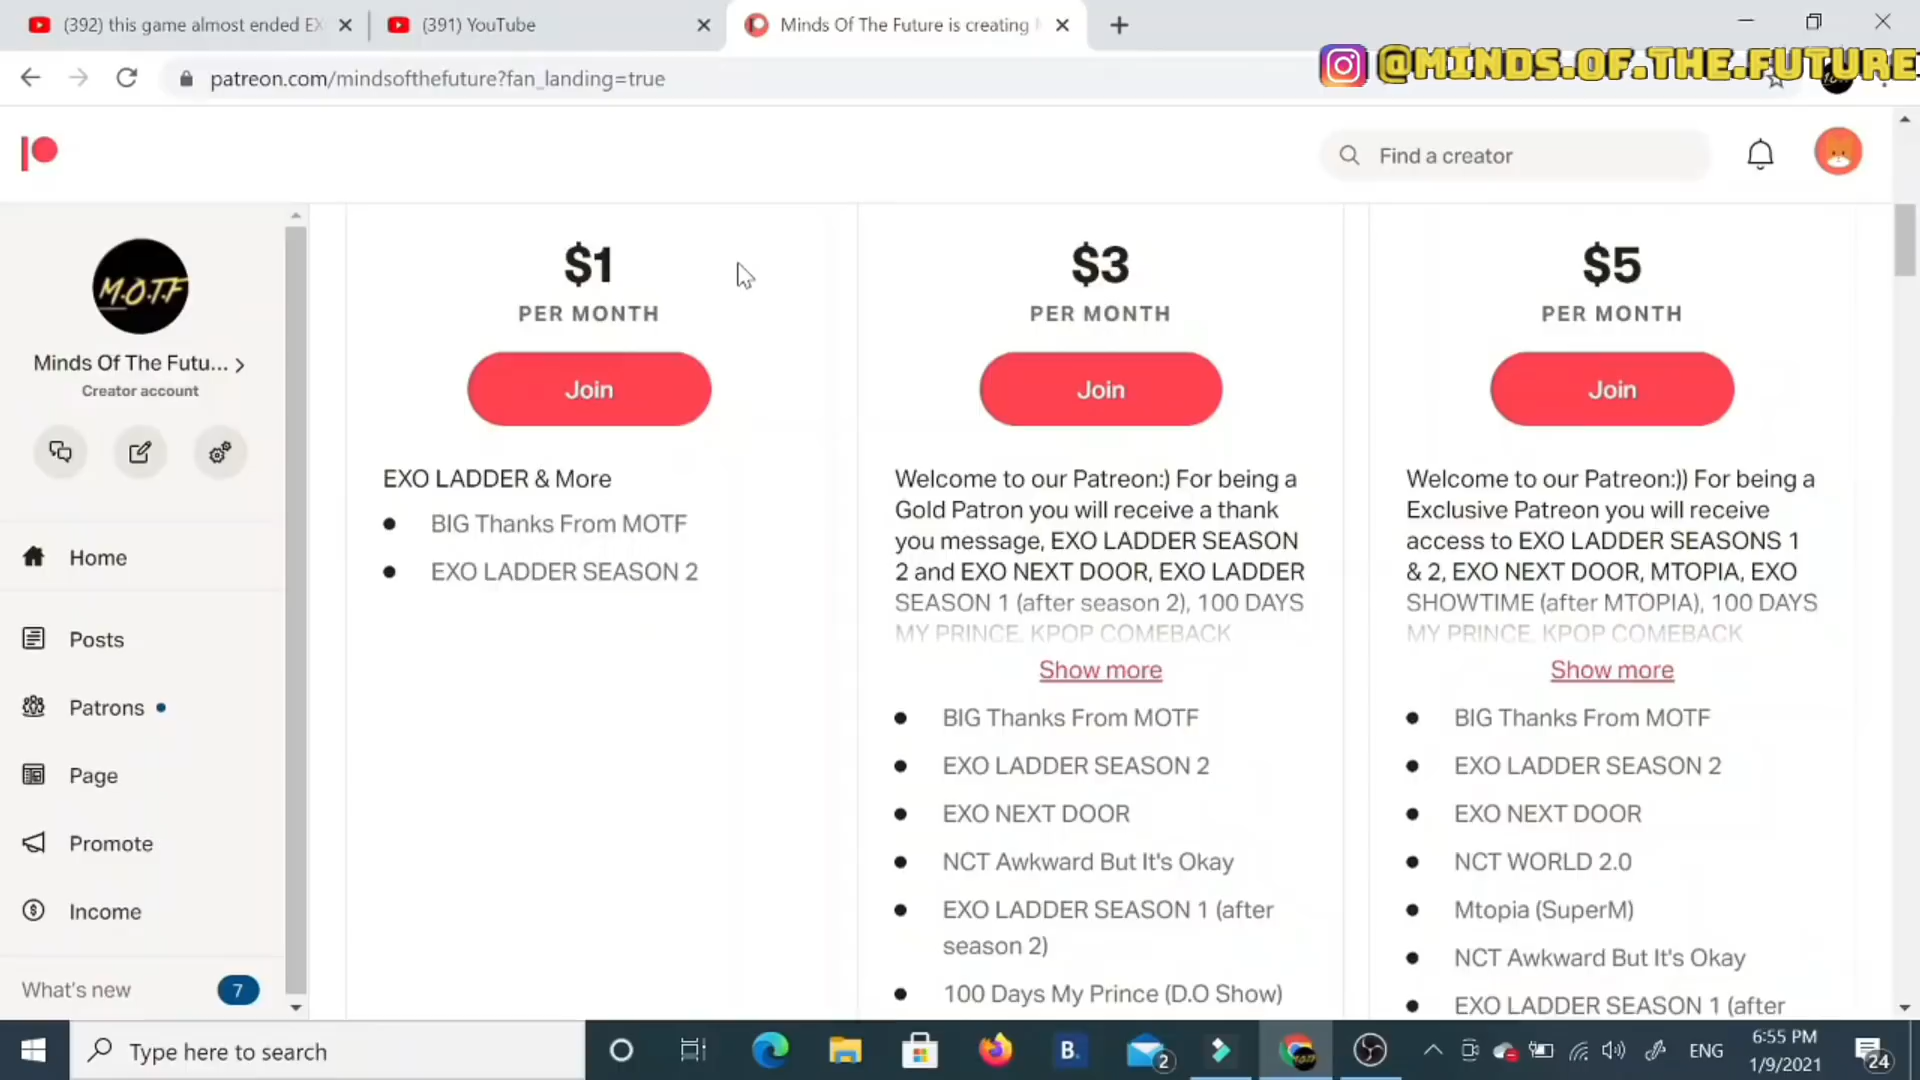 (392) this game almost ended EX
(391) YouTube
Minds Of The Future is creating
patreon.com/mindsofthefuture?fan_landing=true
@MINDS.OF.THE.FUTURE
Find a creator
M.O.T.F
Minds Of The Futu...
Creator account
Home
Posts
Patrons
Page
Promote
Income
What's new
7
$1
PER MONTH
Join
EXO LADDER & More
BIG Thanks From MOTF
EXO LADDER SEASON 2
$3
PER MONTH
Join
Welcome to our Patreon:) For being a
Gold Patron you will receive a thank
you message, EXO LADDER SEASON
2 and EXO NEXT DOOR, EXO LADDER
SEASON 1 (after season 2), 100 DAYS
MY PRINCE, KPOP COMEBACK
Show more
BIG Thanks From MOTF
EXO LADDER SEASON 2
EXO NEXT DOOR
NCT Awkward But It's Okay
EXO LADDER SEASON 1 (after
season 2)
100 Days My Prince (D.O Show)
$5
PER MONTH
Join
Welcome to our Patreon:)) For being a
Exclusive Patreon you will receive
access to EXO LADDER SEASONS 1
& 2, EXO NEXT DOOR, MTOPIA, EXO
SHOWTIME (after MTOPIA), 100 DAYS
MY PRINCE, KPOP COMEBACK
Show more
BIG Thanks From MOTF
EXO LADDER SEASON 2
EXO NEXT DOOR
NCT WORLD 2.0
Mtopia (SuperM)
NCT Awkward But It's Okay
EXO LADDER SEASON 1 (after
Type here to search
B.
2
ENG
6:55 PM
1/9/2021
24